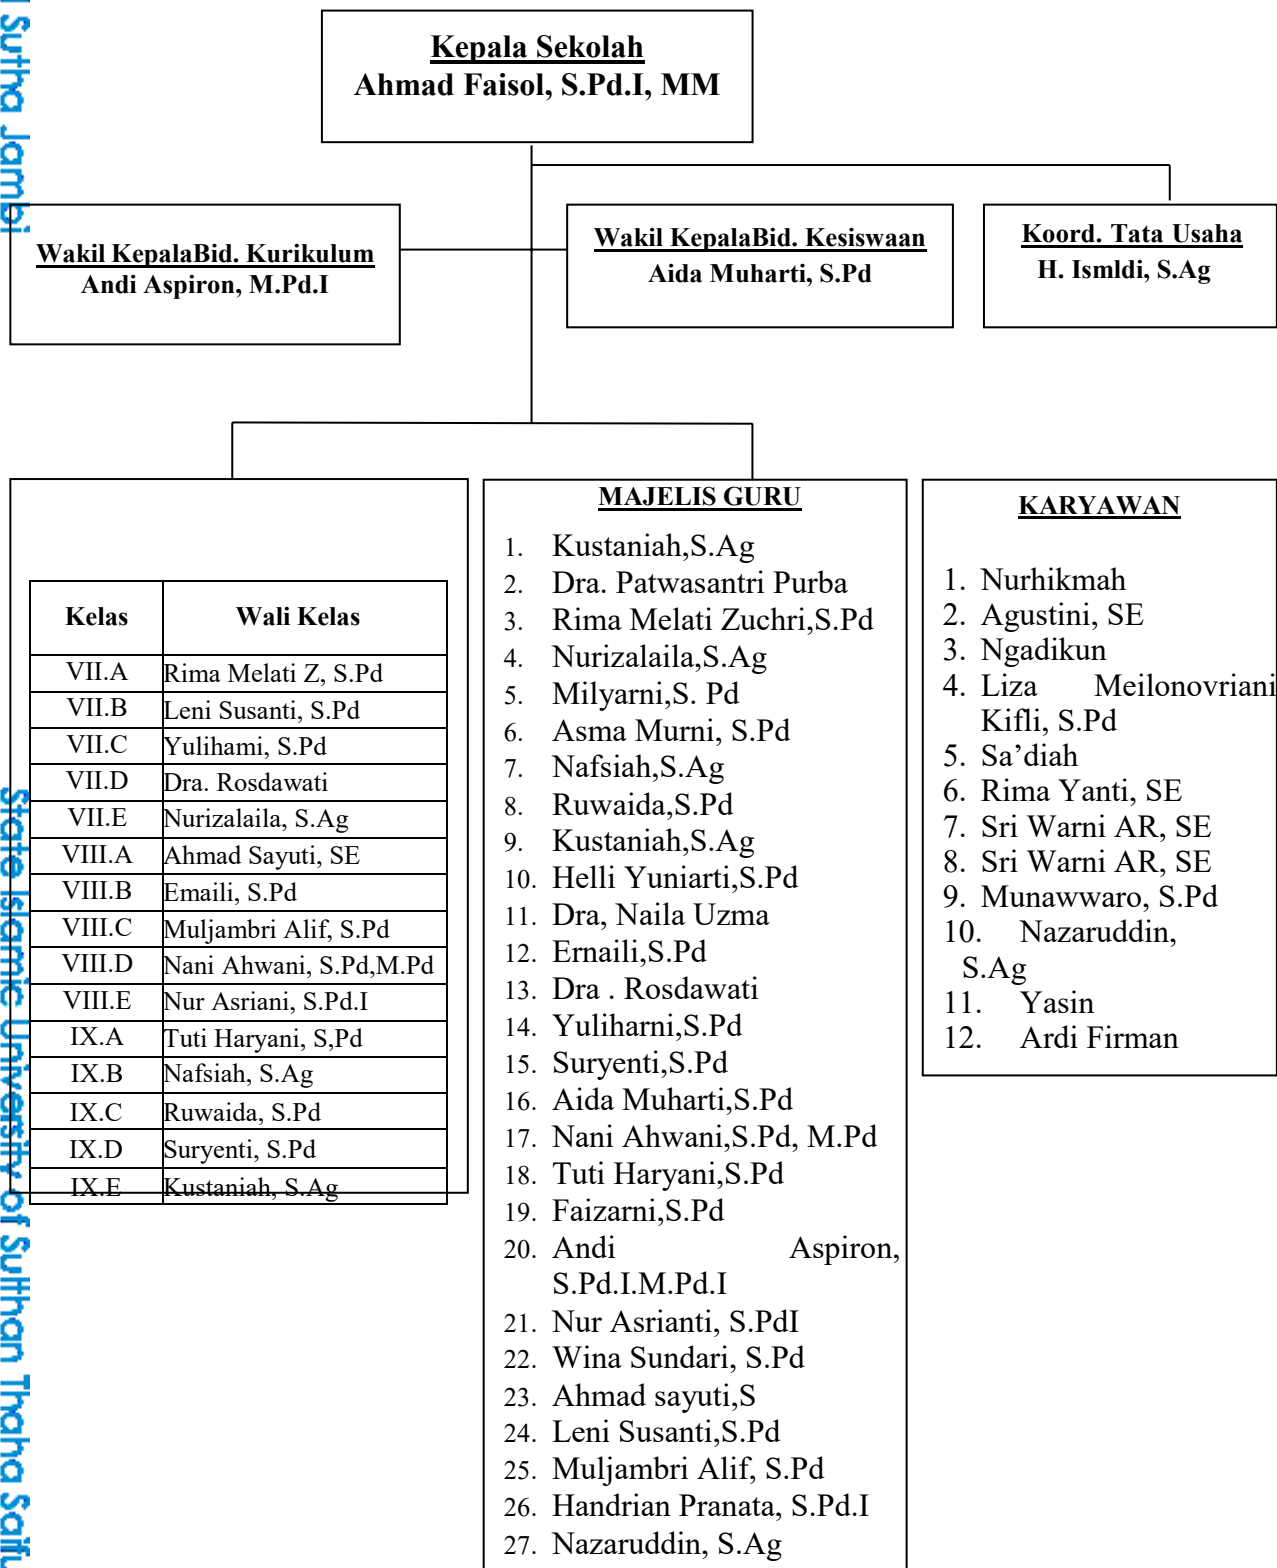 l Sutha Jambi
State Islamic University of Sulthan Thaha Saifu
Kepala Sekolah
Ahmad Faisol, S.Pd.I, MM
Wakil KepalaBid. Kurikulum
Andi Aspiron, M.Pd.I
Wakil KepalaBid. Kesiswaan
Aida Muharti, S.Pd
Koord. Tata Usaha
H. Ismldi, S.Ag
Kelas Wali Kelas
VII.A Rima Melati Z, S.Pd
VII.B Leni Susanti, S.Pd
VII.C Yulihami, S.Pd
VII.D Dra. Rosdawati
VII.E Nurizalaila, S.Ag
VIII.A Ahmad Sayuti, SE
VIII.B Emaili, S.Pd
VIII.C Muljambri Alif, S.Pd
VIII.D Nani Ahwani, S.Pd,M.Pd
VIII.E Nur Asriani, S.Pd.I
IX.A Tuti Haryani, S,Pd
IX.B Nafsiah, S.Ag
IX.C Ruwaida, S.Pd
IX.D Suryenti, S.Pd
IX.E Kustaniah, S.Ag
MAJELIS GURU
1. Kustaniah,S.Ag
2. Dra. Patwasantri Purba
3. Rima Melati Zuchri,S.Pd
4. Nurizalaila,S.Ag
5. Milyarni,S. Pd
6. Asma Murni, S.Pd
7. Nafsiah,S.Ag
8. Ruwaida,S.Pd
9. Kustaniah,S.Ag
10. Helli Yuniarti,S.Pd
11. Dra, Naila Uzma
12. Ernaili,S.Pd
13. Dra . Rosdawati
14. Yuliharni,S.Pd
15. Suryenti,S.Pd
16. Aida Muharti,S.Pd
17. Nani Ahwani,S.Pd, M.Pd
18. Tuti Haryani,S.Pd
19. Faizarni,S.Pd
20. Andi Aspiron,
S.Pd.I.M.Pd.I
21. Nur Asrianti, S.PdI
22. Wina Sundari, S.Pd
23. Ahmad sayuti,S
24. Leni Susanti,S.Pd
25. Muljambri Alif, S.Pd
26. Handrian Pranata, S.Pd.I
27. Nazaruddin, S.Ag
KARYAWAN
1. Nurhikmah
2. Agustini, SE
3. Ngadikun
4. Liza Meilonovriani
Kifli, S.Pd
5. Sa’diah
6. Rima Yanti, SE
7. Sri Warni AR, SE
8. Sri Warni AR, SE
9. Munawwaro, S.Pd
10. Nazaruddin,
S.Ag
11. Yasin
12. Ardi Firman